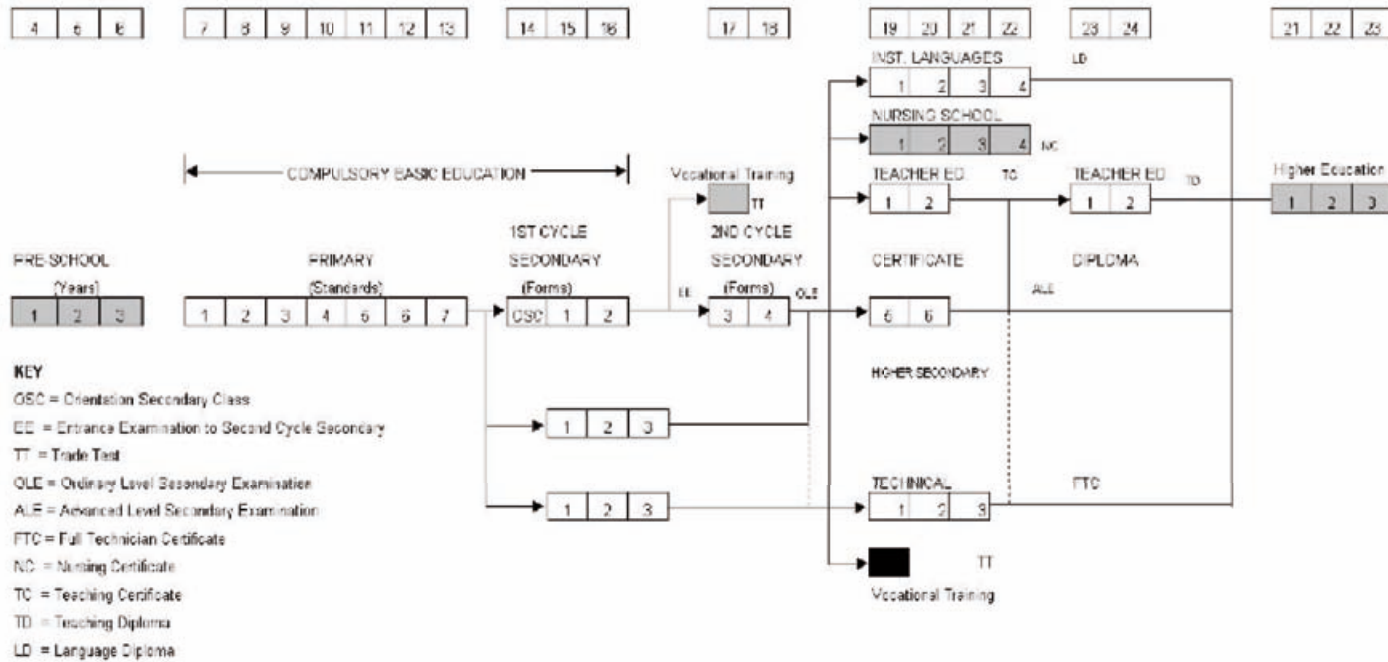 4 5 6 7 8 9 10 11 12 13 14 15 16 17 18 19 20 21 22 23 24 21 22 23
INST. LANGUAGES LD
1 2 3 4
NURSING SCHOOL
1 2 3 4 NC
COMPULSORY BASIC EDUCATION
Vocational Training
TT
TEACHER ED. TC TEACHER ED TD Higher Education
1 2 1 2 1 2 3
1ST CYCLE 2ND CYCLE
PRE-SCHOOL PRIMARY SECONDARY SECONDARY CERTIFICATE DIPLOMA
(Years) (Standards) (Forms) EE (Forms) OLE ALE
1 2 3 1 2 3 4 5 6 7 OSC 1 2 3 4 5 6
HIGHER SECONDARY
KEY
OSC = Orientation Secondary Class
EE = Entrance Examination to Second Cycle Secondary
1 2 3
TT = Trade Test
OLE = Ordinary Level Secondary Examination
TECHNICAL FTC
ALE = Advanced Level Secondary Examination
1 2 3 1 2 3
FTC = Full Technician Certificate
NC = Nursing Certificate
TT
TC = Teaching Certificate
Vocational Training
TD = Teaching Diploma
LD = Language Diploma